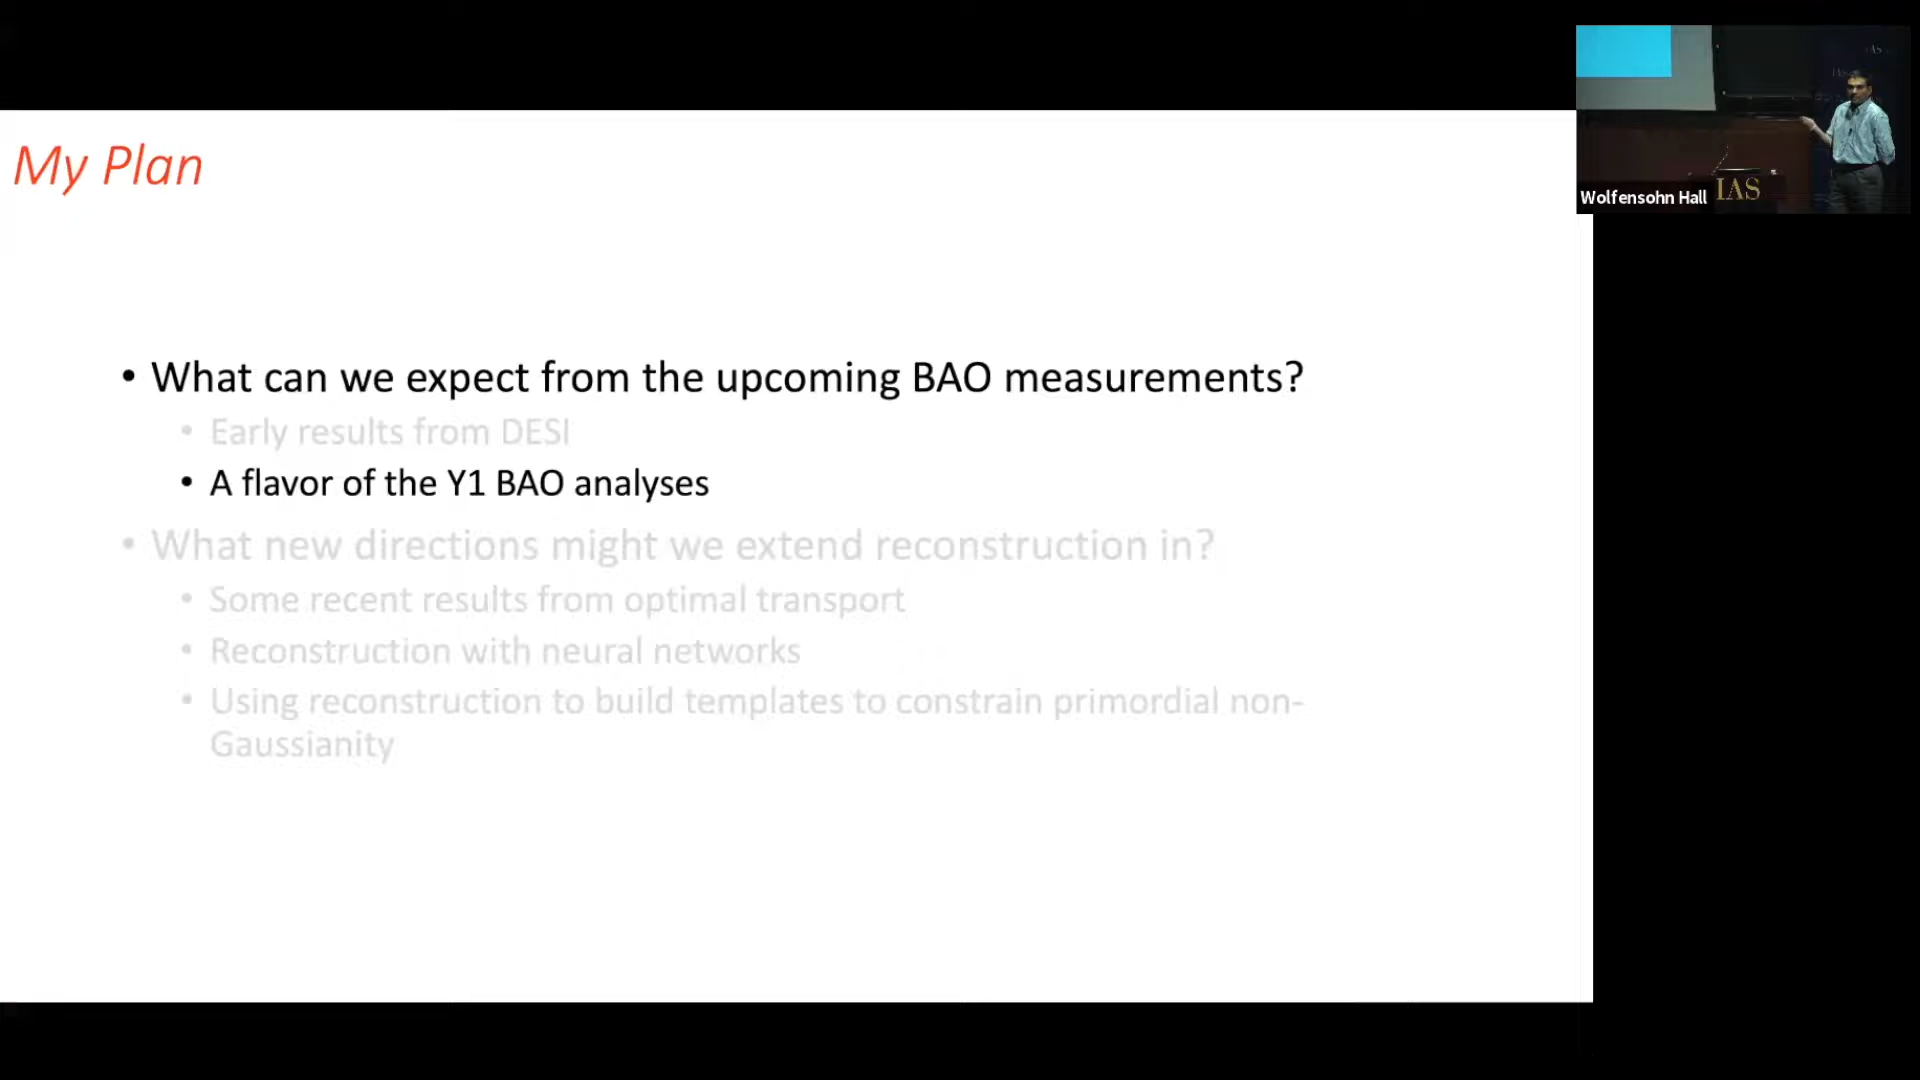 My Plan
• What can we expect from the upcoming BAO measurements?
• Early results from DESI
• A flavor of the Y1 BAO analyses
• What new directions might we extend reconstruction in?
• Some recent results from optimal transport
• Reconstruction with neural networks
• Using reconstruction to build templates to constrain primordial non-
Gaussianity
Wolfensohn Hall
IAS
IAS